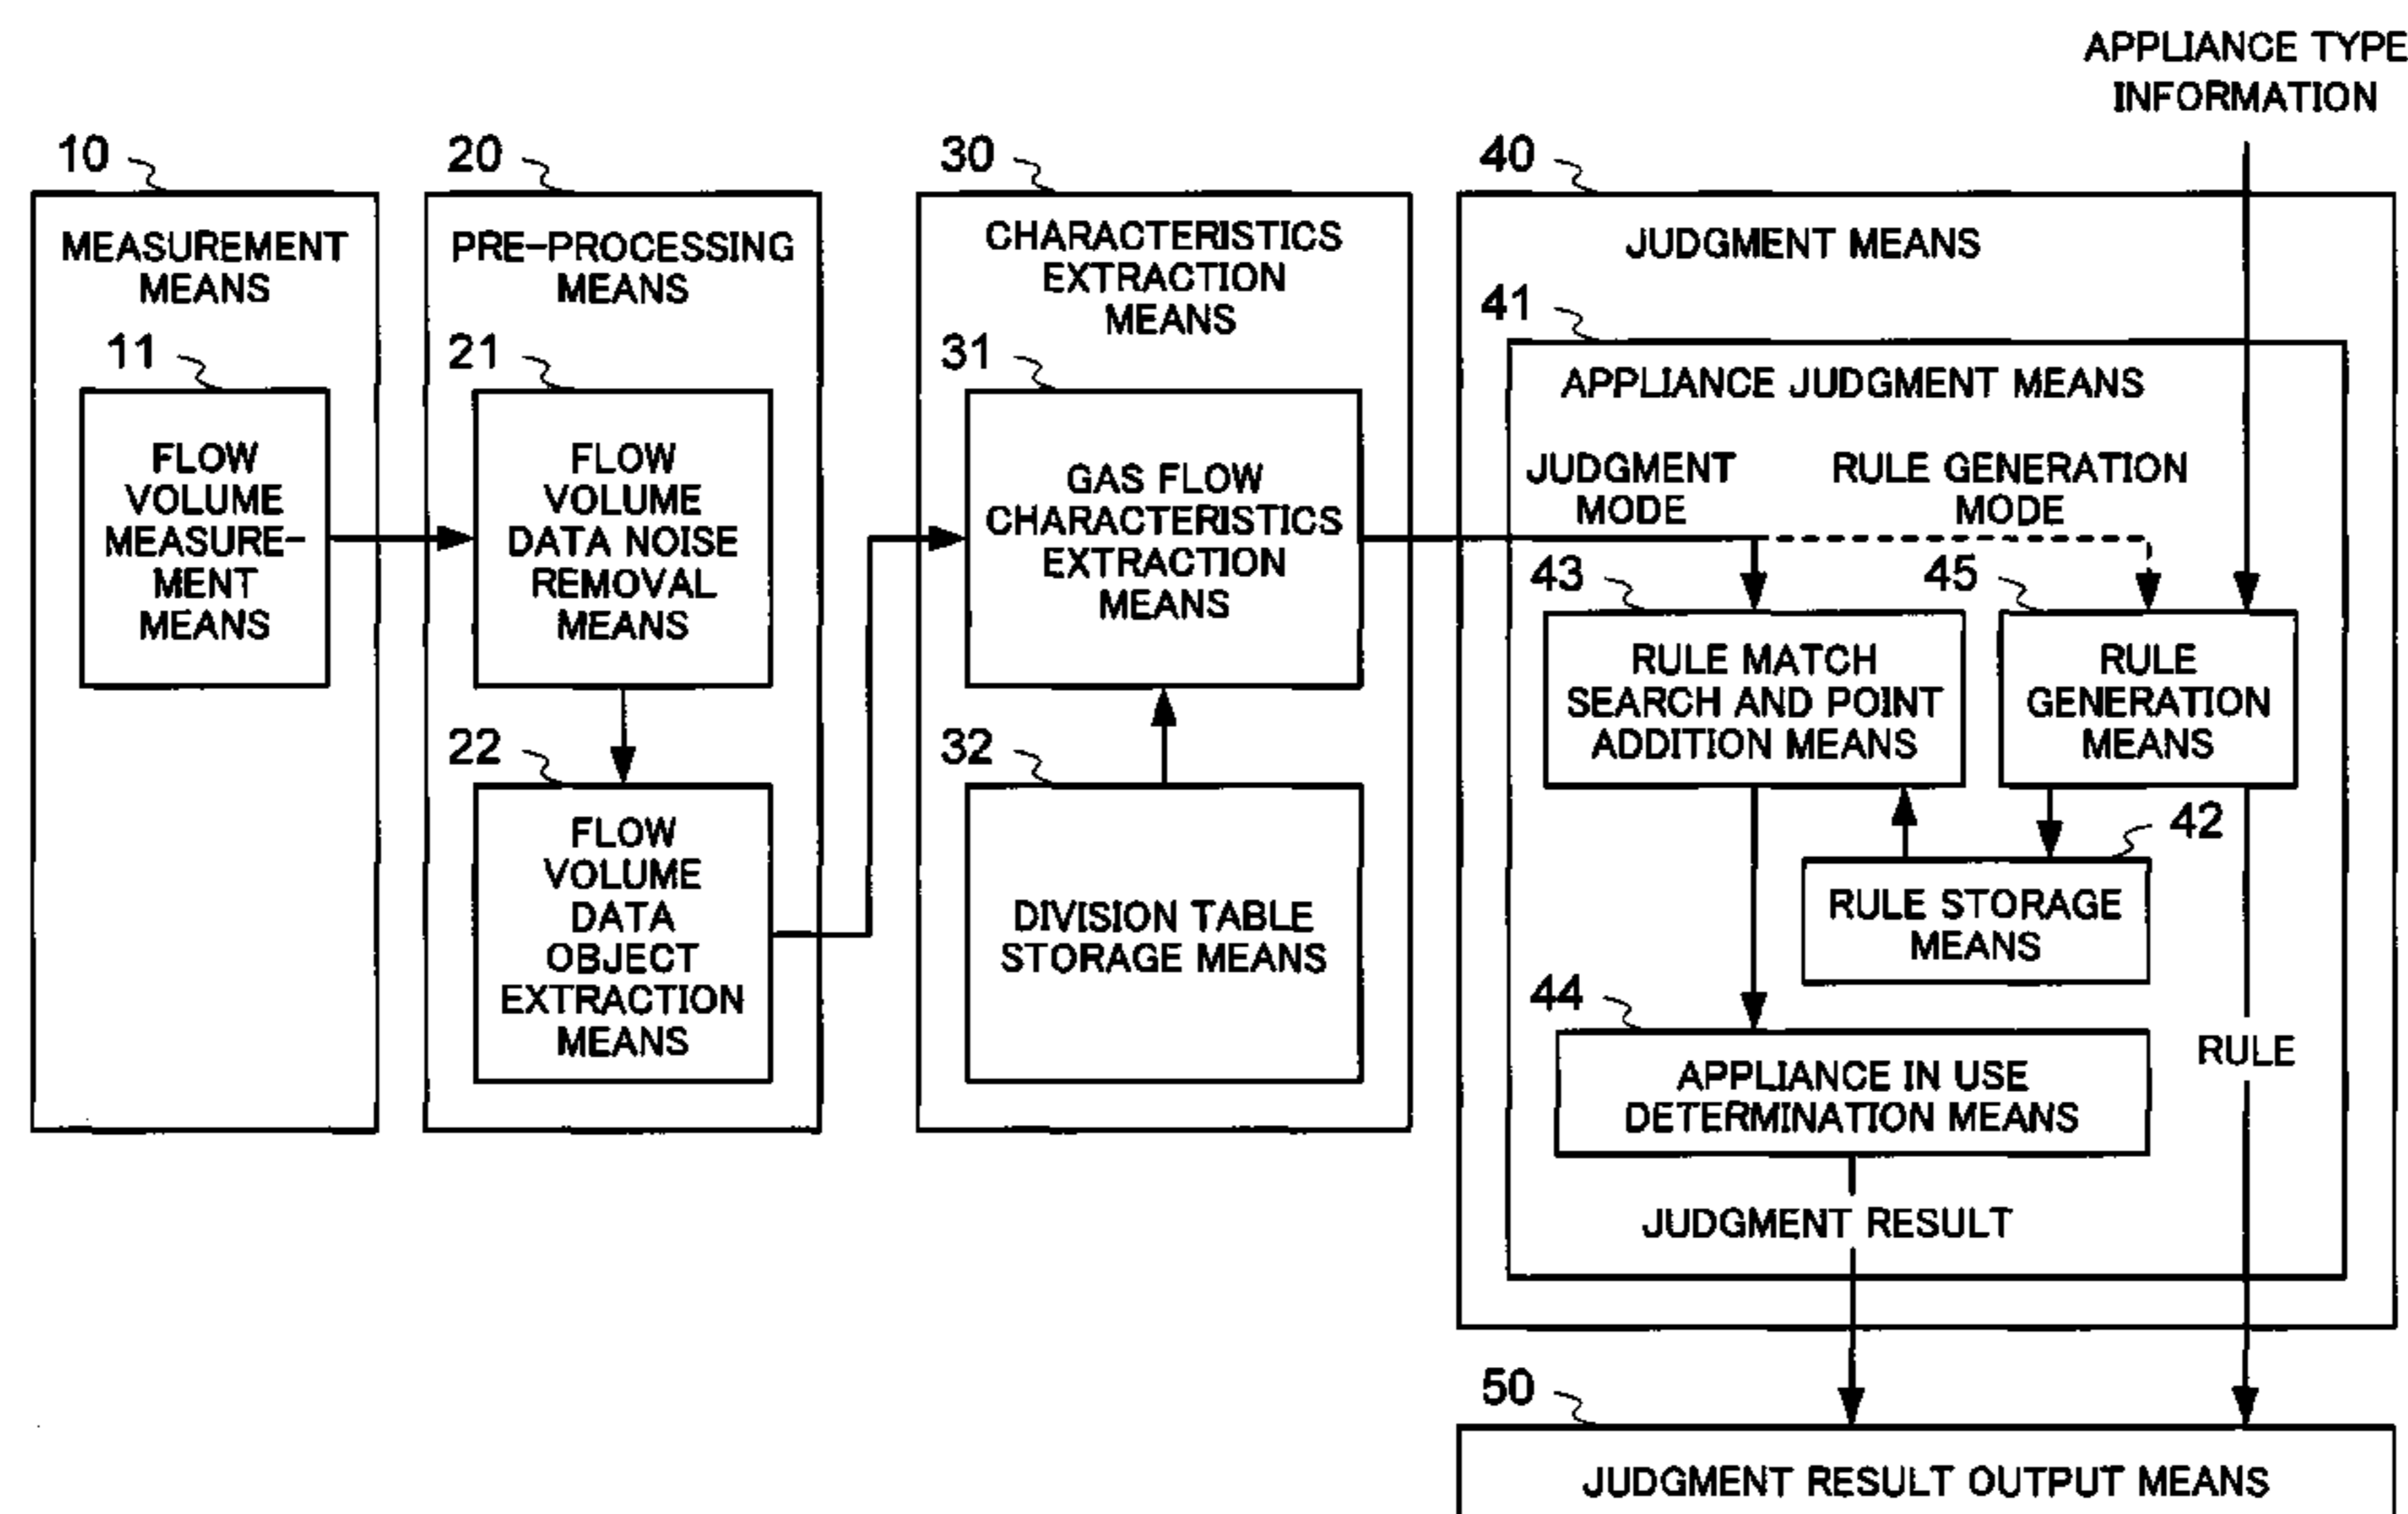 APPLIANCE TYPE
INFORMATION
10
MEASUREMENT
MEANS
11
FLOW
VOLUME
MEASURE-
MENT
MEANS
20
PRE-PROCESSING
MEANS
21
FLOW
VOLUME
DATA NOISE
REMOVAL
MEANS
22
FLOW
VOLUME
DATA
OBJECT
EXTRACTION
MEANS
30
CHARACTERISTICS
EXTRACTION
MEANS
31
GAS FLOW
CHARACTERISTICS
EXTRACTION
MEANS
32
DIVISION TABLE
STORAGE MEANS
40
JUDGMENT MEANS
41
APPLIANCE JUDGMENT MEANS
JUDGMENT
MODE
RULE GENERATION
MODE
43
RULE MATCH
SEARCH AND POINT
ADDITION MEANS
45
RULE
GENERATION
MEANS
42
RULE STORAGE
MEANS
44
APPLIANCE IN USE
DETERMINATION MEANS
RULE
JUDGMENT RESULT
50
JUDGMENT RESULT OUTPUT MEANS